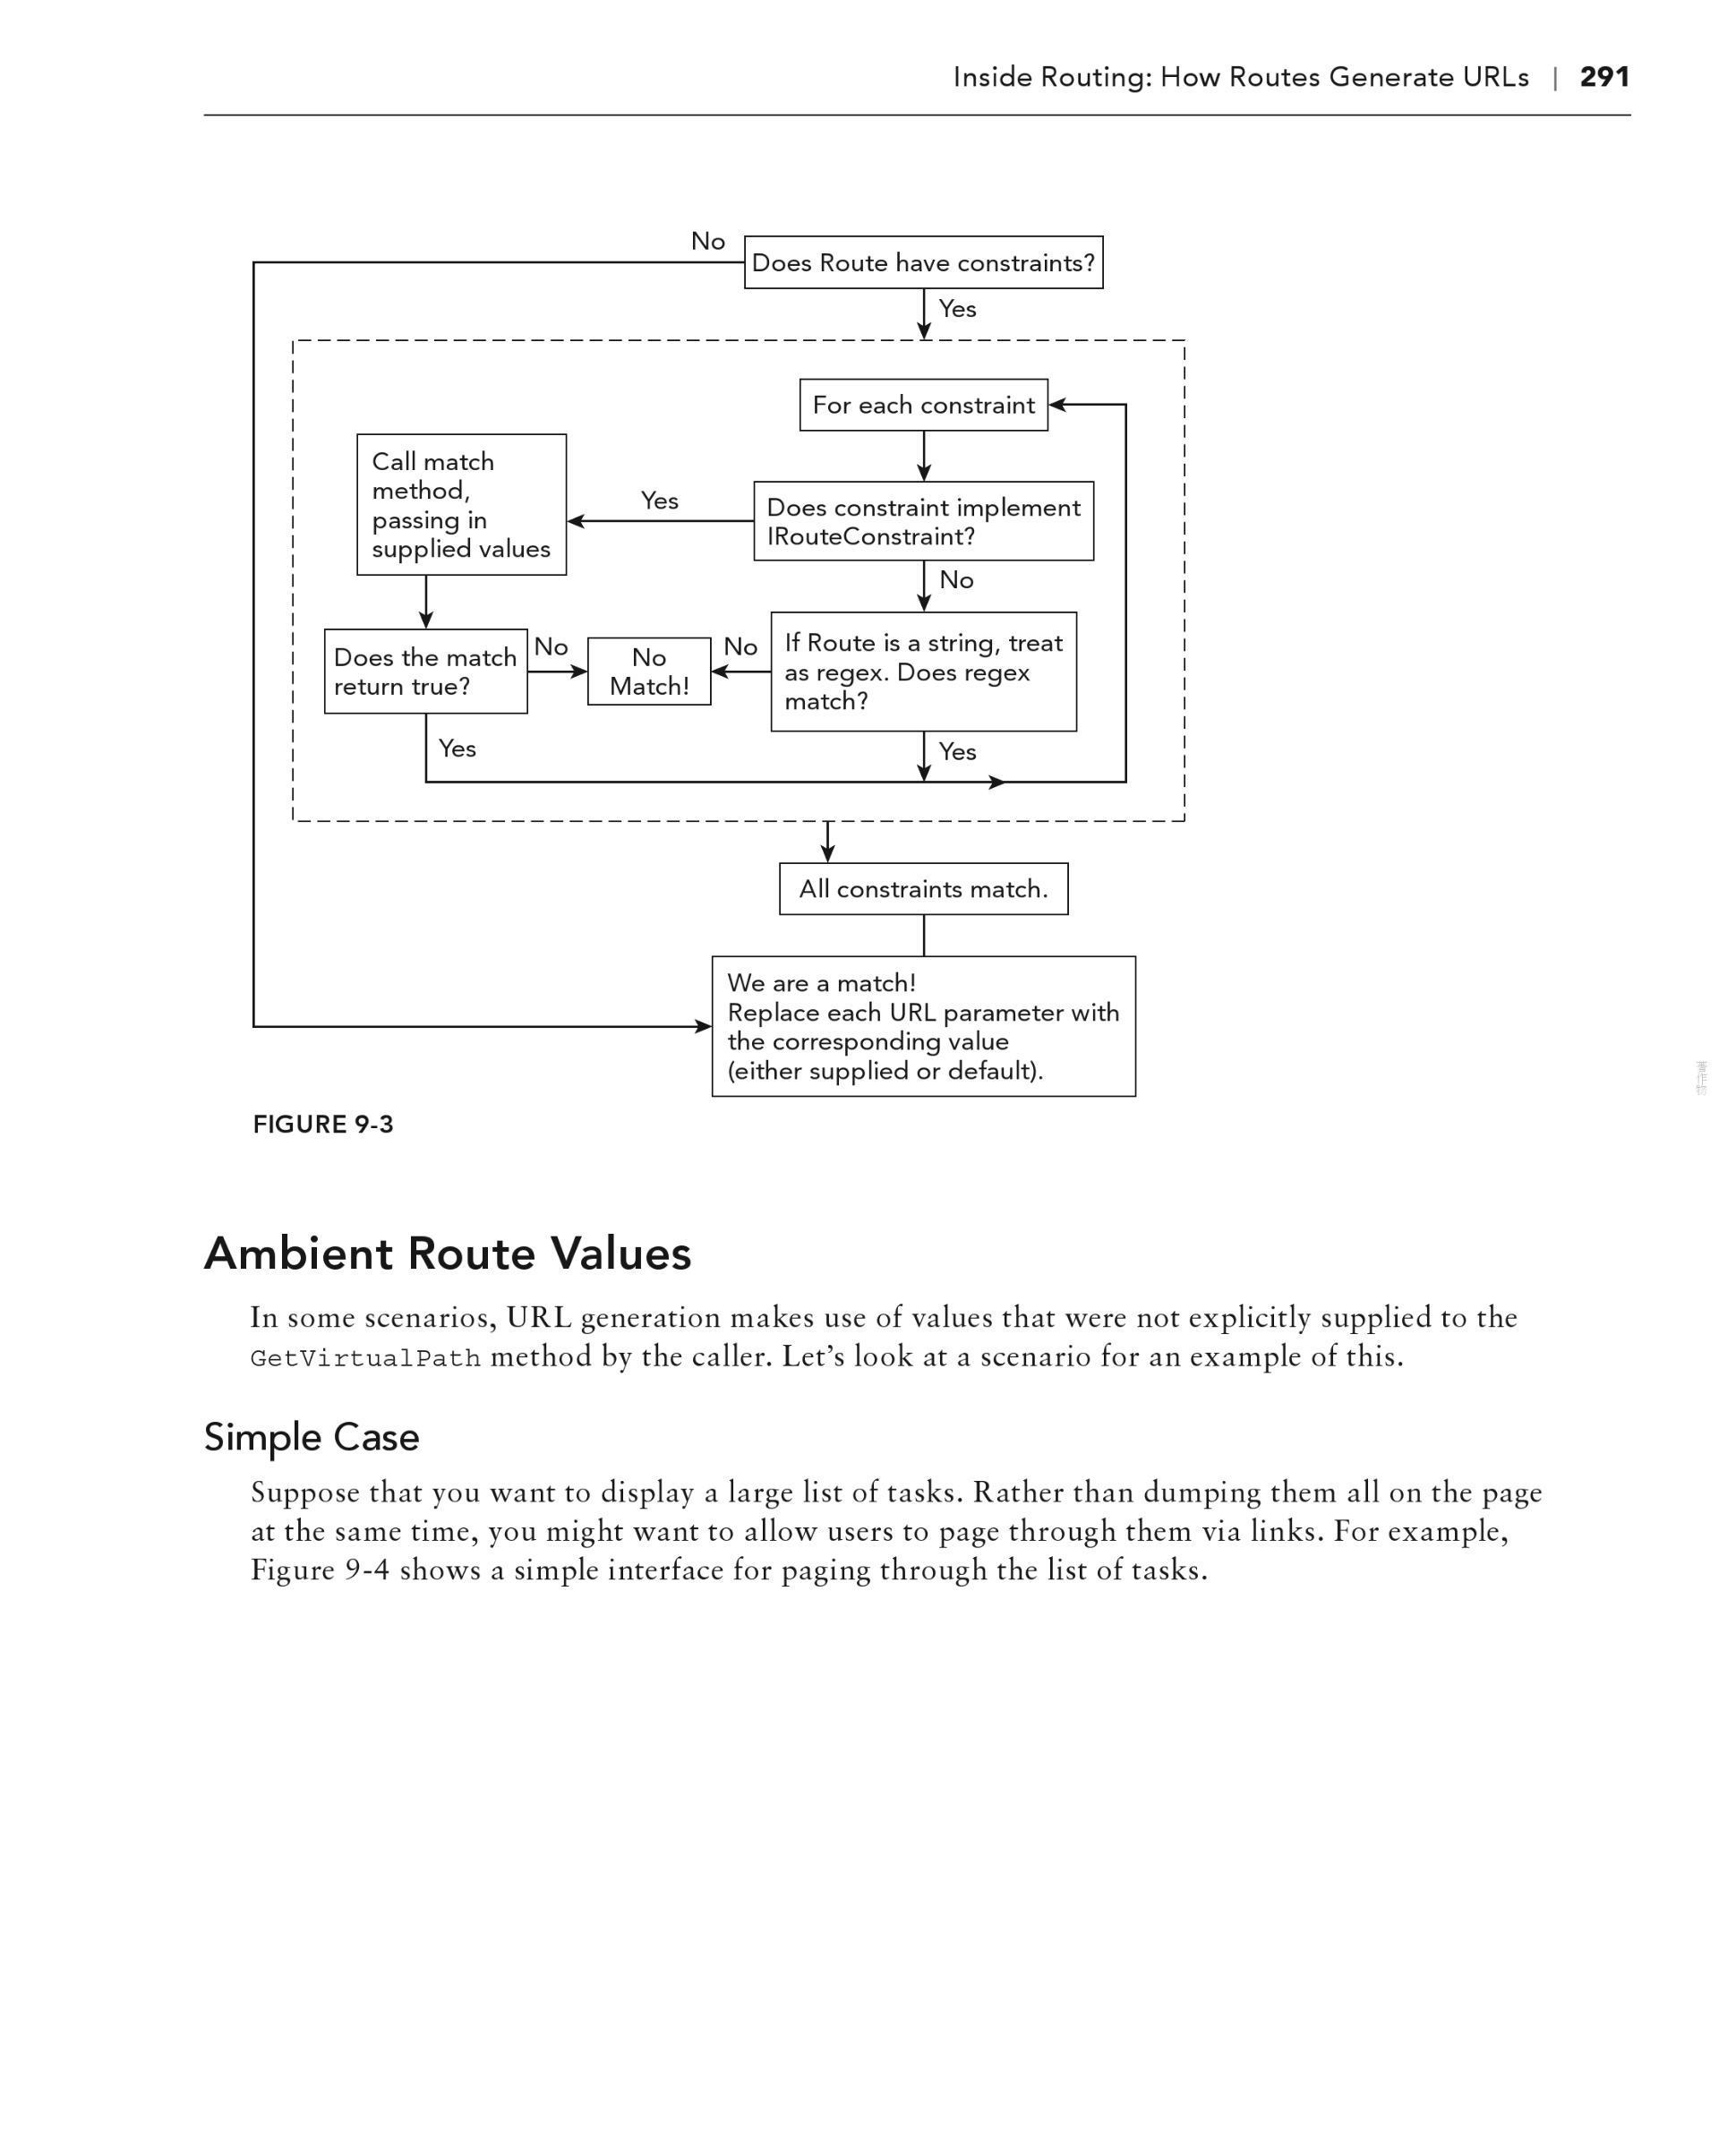 Inside Routing: How Routes Generate URLs | 291
No
Does Route have constraints?
Yes
For each constraint
Call match
method,
passing in
supplied values
Yes
Does constraint implement
IRouteConstraint?
No
Does the match
return true?
No
No
Match!
No
If Route is a string, treat
as regex. Does regex
match?
Yes
Yes
All constraints match.
We are a match!
Replace each URL parameter with
the corresponding value
(either supplied or default).
FIGURE 9-3
著作物
Ambient Route Values
In some scenarios, URL generation makes use of values that were not explicitly supplied to the
GetVirtualPath method by the caller. Let’s look at a scenario for an example of this.
Simple Case
Suppose that you want to display a large list of tasks. Rather than dumping them all on the page
at the same time, you might want to allow users to page through them via links. For example,
Figure 9-4 shows a simple interface for paging through the list of tasks.